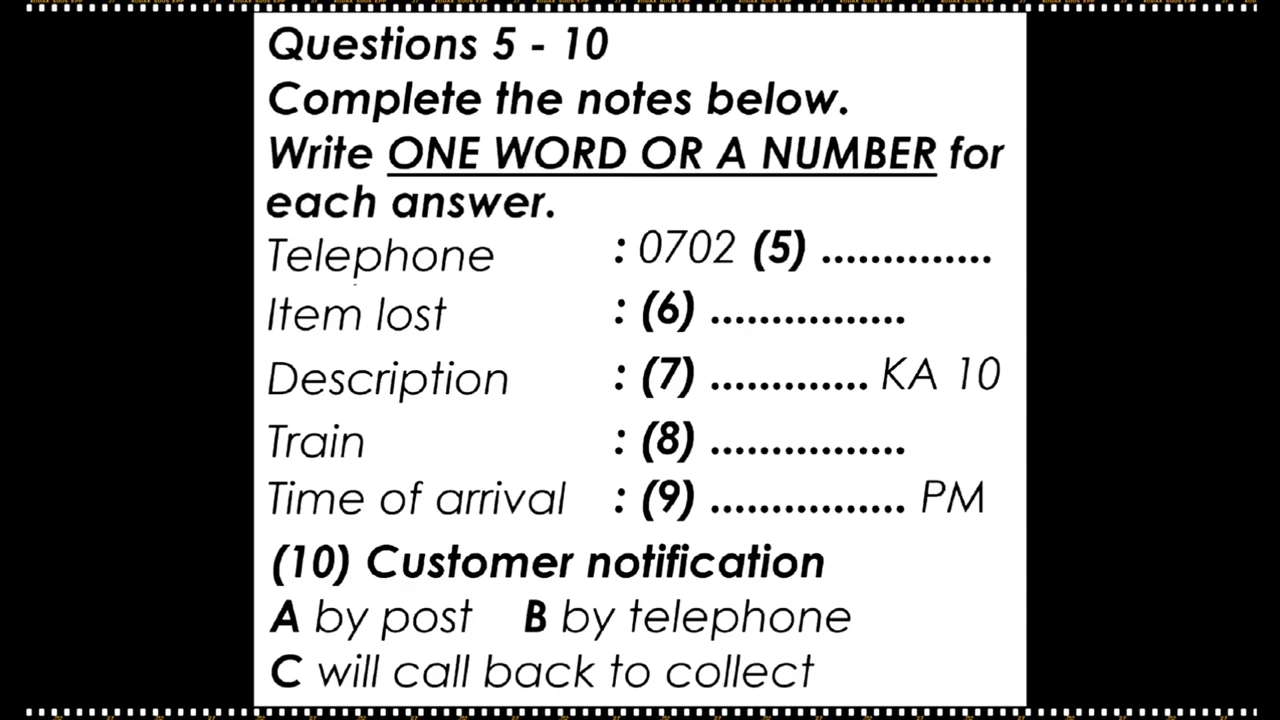 Questions 5 - 10
Complete the notes below.
Write ONE WORD OR A NUMBER for
each answer.
Telephone : 0702 (5) ..............
Item lost : (6) ................
Description : (7) ............. KA 10
Train : (8) ................
Time of arrival : (9) ................ PM
(10) Customer notification
A by post B by telephone
C will call back to collect